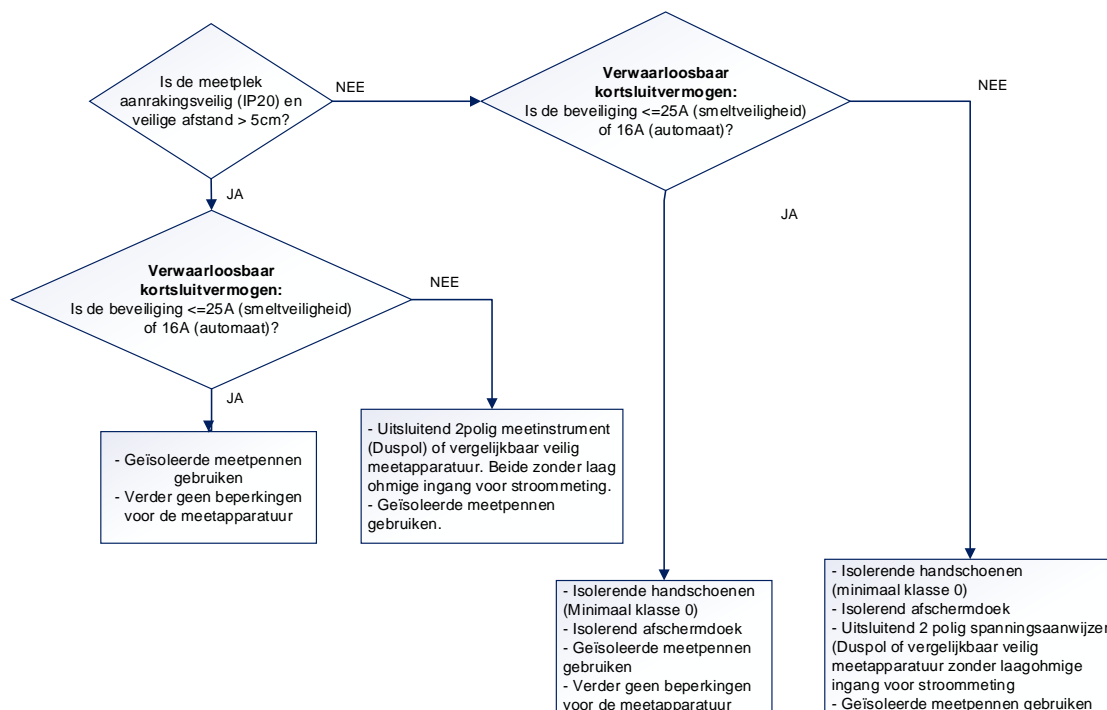 Is de meetplek
aanrakingsveilig (IP20) en
veilige afstand > 5cm?
NEE
Verwaarloosbaar
kortsluitvermogen:
Is de beveiliging <=25A (smeltveiligheid)
of 16A (automaat)?
NEE
JA
JA
Verwaarloosbaar
kortsluitvermogen:
Is de beveiliging <=25A (smeltveiligheid)
of 16A (automaat)?
NEE
JA
- Geïsoleerde meetpennen
gebruiken
- Verder geen beperkingen
voor de meetapparatuur
- Uitsluitend 2polig meetinstrument
(Duspol) of vergelijkbaar veilig
meetapparatuur. Beide zonder laag
ohmige ingang voor stroommeting.
- Geïsoleerde meetpennen
gebruiken.
- Isolerende handschoenen
(Minimaal klasse 0)
- Isolerend afschermdoek
- Geïsoleerde meetpennen
gebruiken
- Verder geen beperkingen
voor de meetapparatuur
- Isolerende handschoenen
(minimaal klasse 0)
- Isolerend afschermdoek
- Uitsluitend 2 polig spanningsaanwijzer
(Duspol of vergelijkbaar veilig
meetapparatuur zonder laagohmige
ingang voor stroommeting
- Geïsoleerde meetpennen gebruiken